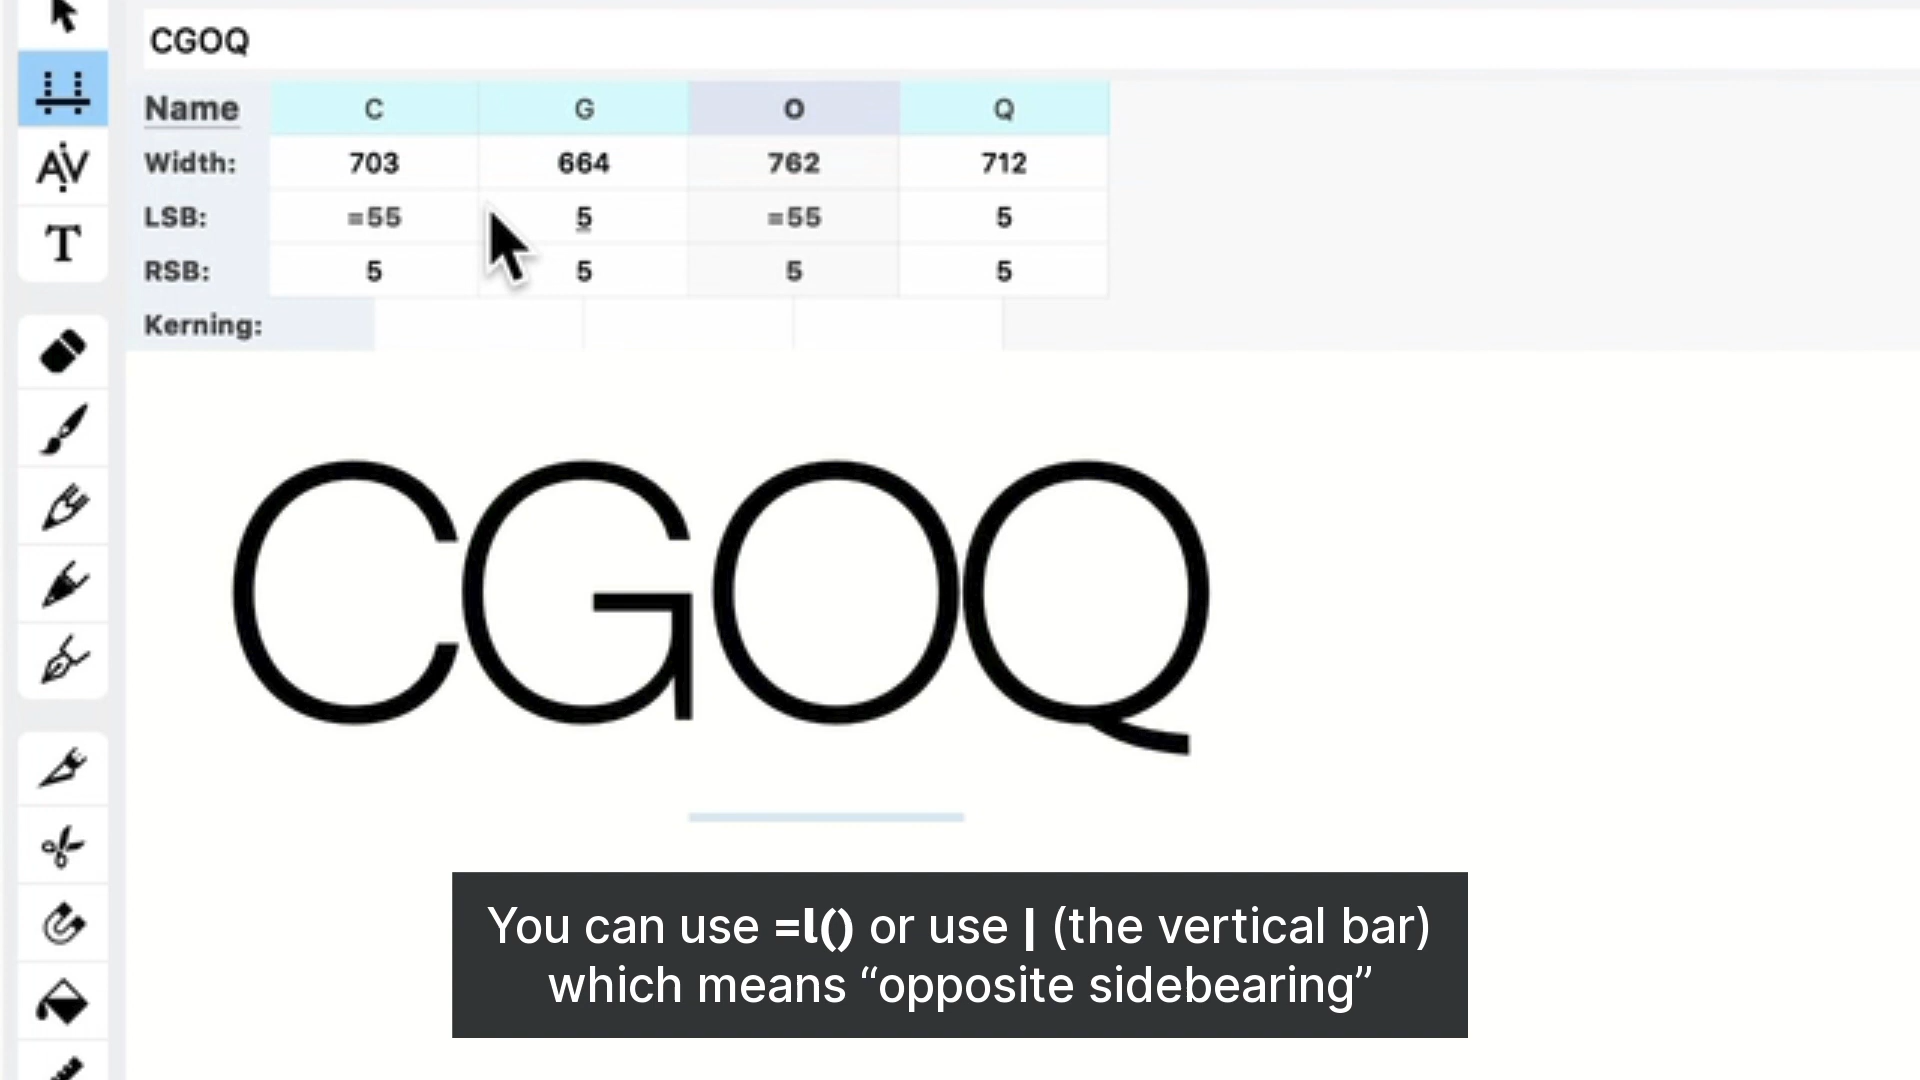 CGOQ
Name C G O Q
Width: 703 664 762 712
LSB: =55 5 =55 5
RSB: 5 5 5 5
Kerning:
CGOQ
You can use =l() or use | (the vertical bar)
which means “opposite sidebearing”